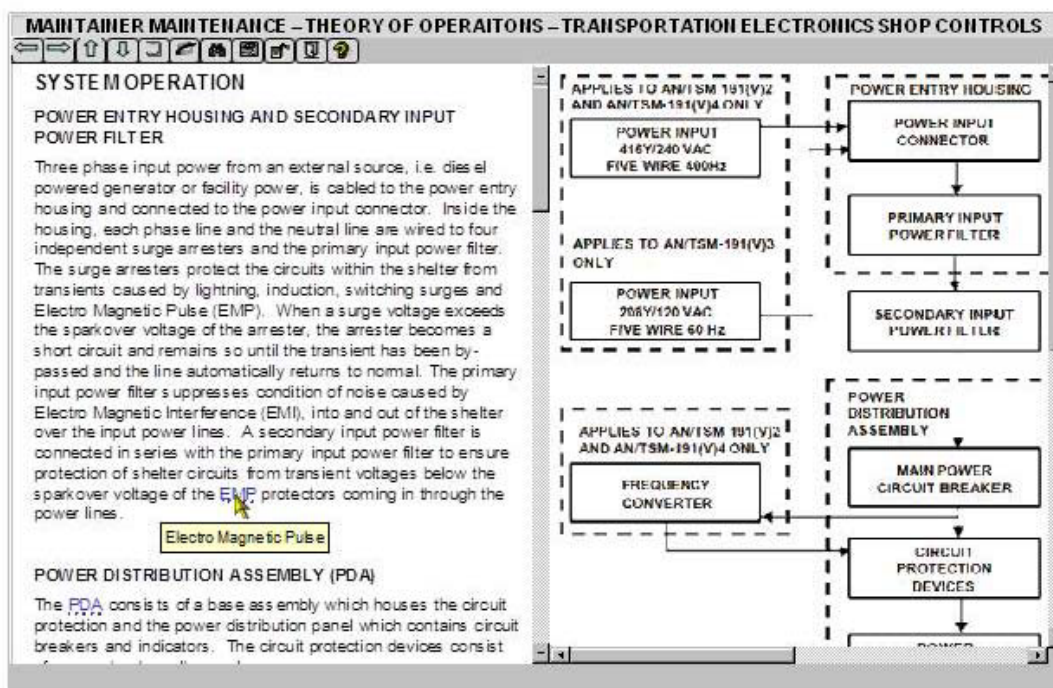 MAINTAINER MAINTENANCE – THEORY OF OPERAITONS – TRANSPORTATION ELECTRONICS SHOP CONTROLS
SYSTEM OPERATION
POWER ENTRY HOUSING AND SECONDARY INPUT
POWER FILTER
Three phase input power from an external source, i.e. diesel
powered generator or facility power, is cabled to the power entry
housing and connected to the power input connector. Inside the
housing, each phase line and the neutral line are wired to four
independent surge arresters and the primary input power filter.
The surge arresters protect the circuits within the shelter from
transients caused by lightning, induction, switching surges and
Electro Magnetic Pulse (EMP). When a surge voltage exceeds
the sparkover voltage of the arrester, the arrester becomes a
short circuit and remains so until the transient has been by-
passed and the line automatically returns to normal. The primary
input power filter suppresses condition of noise caused by
Electro Magnetic Interference (EMI), into and out of the shelter
over the input power lines. A secondary input power filter is
connected in series with the primary input power filter to ensure
protection of shelter circuits from transient voltages below the
sparkover voltage of the EMP protectors coming in through the
power lines.
Electro Magnetic Pulse
POWER DISTRIBUTION ASSEMBLY (PDA)
The PDA consists of a base assembly which houses the circuit
protection and the power distribution panel which contains circuit
breakers and indicators. The circuit protection devices consist
APPLIES TO AN/TSM 191(V)2
AND AN/TSM-191(V)4 ONLY
POWER INPUT
416Y/240 VAC
FIVE WIRE 400Hz
APPLIES TO AN/TSM-191(V)3
ONLY
POWER INPUT
208Y/120 VAC
FIVE WIRE 60 Hz
POWER ENTRY HOUSING
POWER INPUT
CONNECTOR
PRIMARY INPUT
POWER FILTER
SECONDARY INPUT
POWER FILTER
APPLIES TO AN/TSM 191(V)2
AND AN/TSM-191(V)4 ONLY
FREQUENCY
CONVERTER
POWER
DISTRIBUTION
ASSEMBLY
MAIN POWER
CIRCUIT BREAKER
CIRCUIT
PROTECTION
DEVICES
POWER